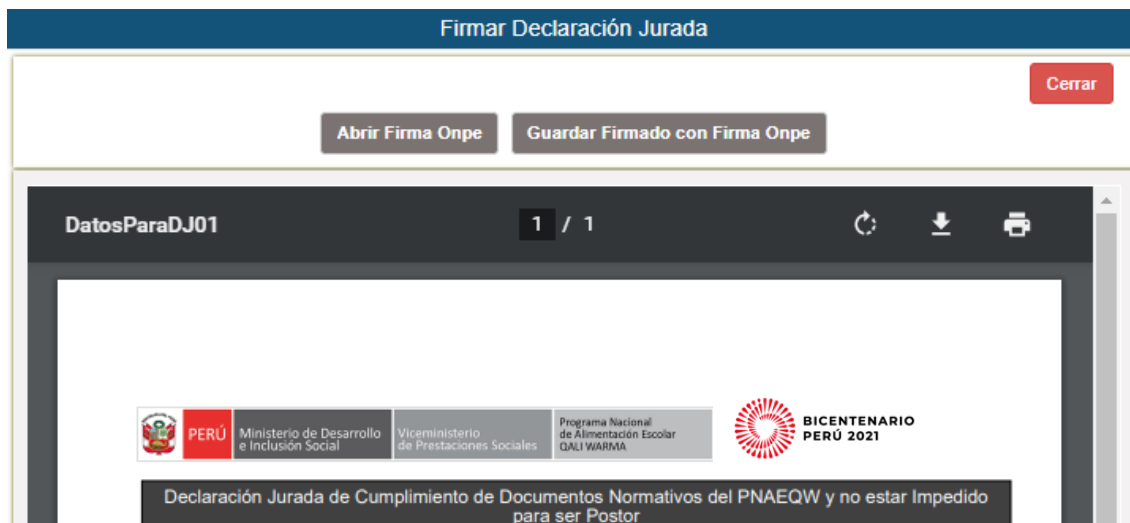 Firmar Declaración Jurada
Cerrar
Abrir Firma Onpe
Guardar Firmado con Firma Onpe
DatosParaDJ01
1 / 1
PERÚ
Ministerio de Desarrollo
e Inclusión Social
Viceministerio
de Prestaciones Sociales
Programa Nacional
de Alimentación Escolar
QALI WARMA
BICENTENARIO
PERÚ 2021
Declaración Jurada de Cumplimiento de Documentos Normativos del PNAEQW y no estar Impedido
para ser Postor